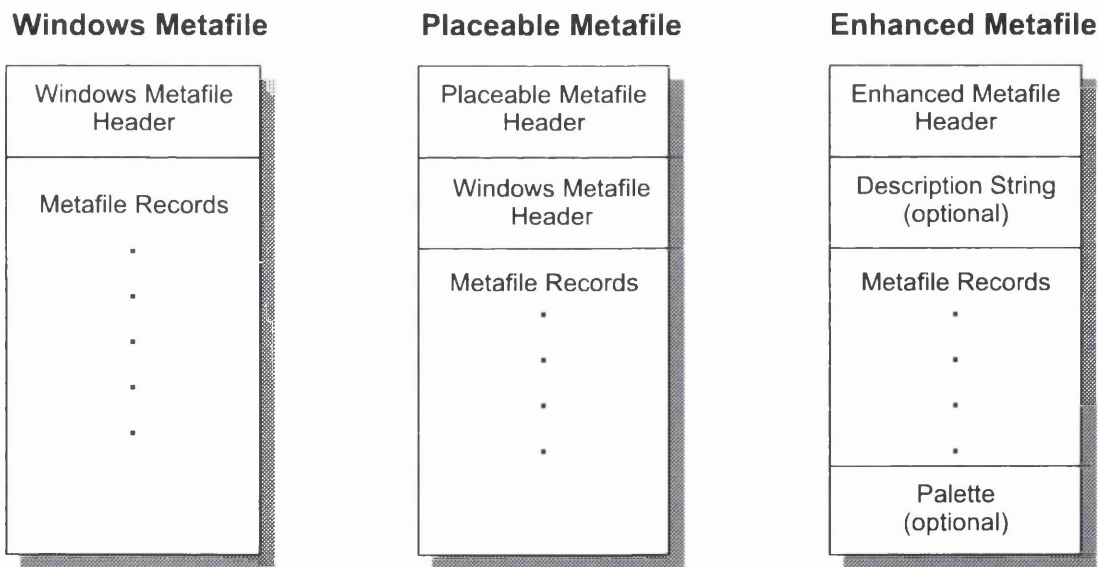 Windows Metafile
Windows Metafile
Header
Metafile Records
Placeable Metafile
Placeable Metafile
Header
Windows Metafile
Header
Metafile Records
Enhanced Metafile
Enhanced Metafile
Header
Description String
(optional)
Metafile Records
Palette
(optional)